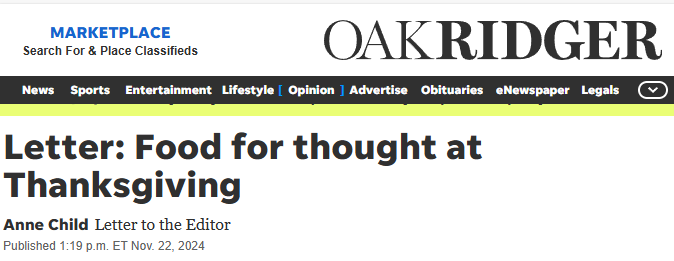 MARKETPLACE
Search For & Place Classifieds
OAKRIDGER
News Sports Entertainment Lifestyle [ Opinion ] Advertise Obituaries eNewspaper Legals
Letter: Food for thought at
Thanksgiving
Anne Child Letter to the Editor
Published 1:19 p.m. ET Nov. 22, 2024